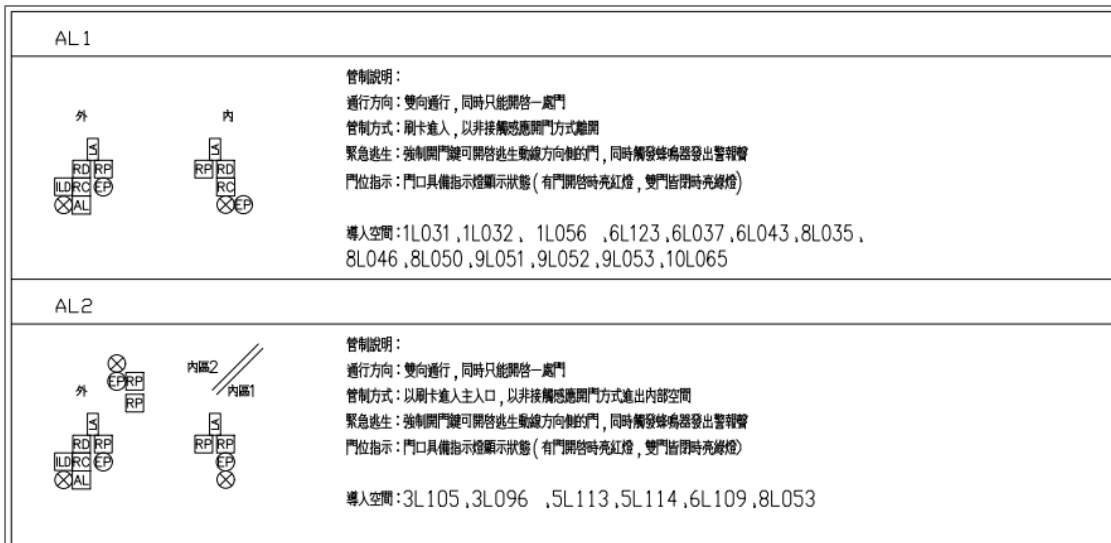 AL1
管制說明：
通行方向：雙向通行，同時只能開啓一處門
外 內
管制方式：刷卡進入，以非接觸感應開門方式離開
LA LA
緊急逃生：強制開門鍵可開啓逃生動線方向側的門，同時觸發蜂鳴器發出警報聲
RD RP RP RD
門位指示：門口具備指示燈顯示狀態(有門開啓時亮紅燈，雙門皆閉時亮綠燈)
ILD RC EP RC
AL EP
導入空間：1L031 ,1L032 , 1L056 ,6L123 ,6L037 ,6L043 ,8L035 ,
8L046 ,8L050 ,9L051 ,9L052 ,9L053 ,10L065
AL2
管制說明：
內區2
通行方向：雙向通行，同時只能開啓一處門
EP RP
外 內區1
管制方式：以刷卡進入主入口，以非接觸感應開門方式進出內部空間
RP
緊急逃生：強制開門鍵可開啓逃生動線方向側的門，同時觸發蜂鳴器發出警報聲
LA LA
門位指示：門口具備指示燈顯示狀態(有門開啓時亮紅燈，雙門皆閉時亮綠燈)
RD RP RP RP
ILD RC EP EP
AL
導入空間：3L105 ,3L096 ,5L113 ,5L114 ,6L109 ,8L053